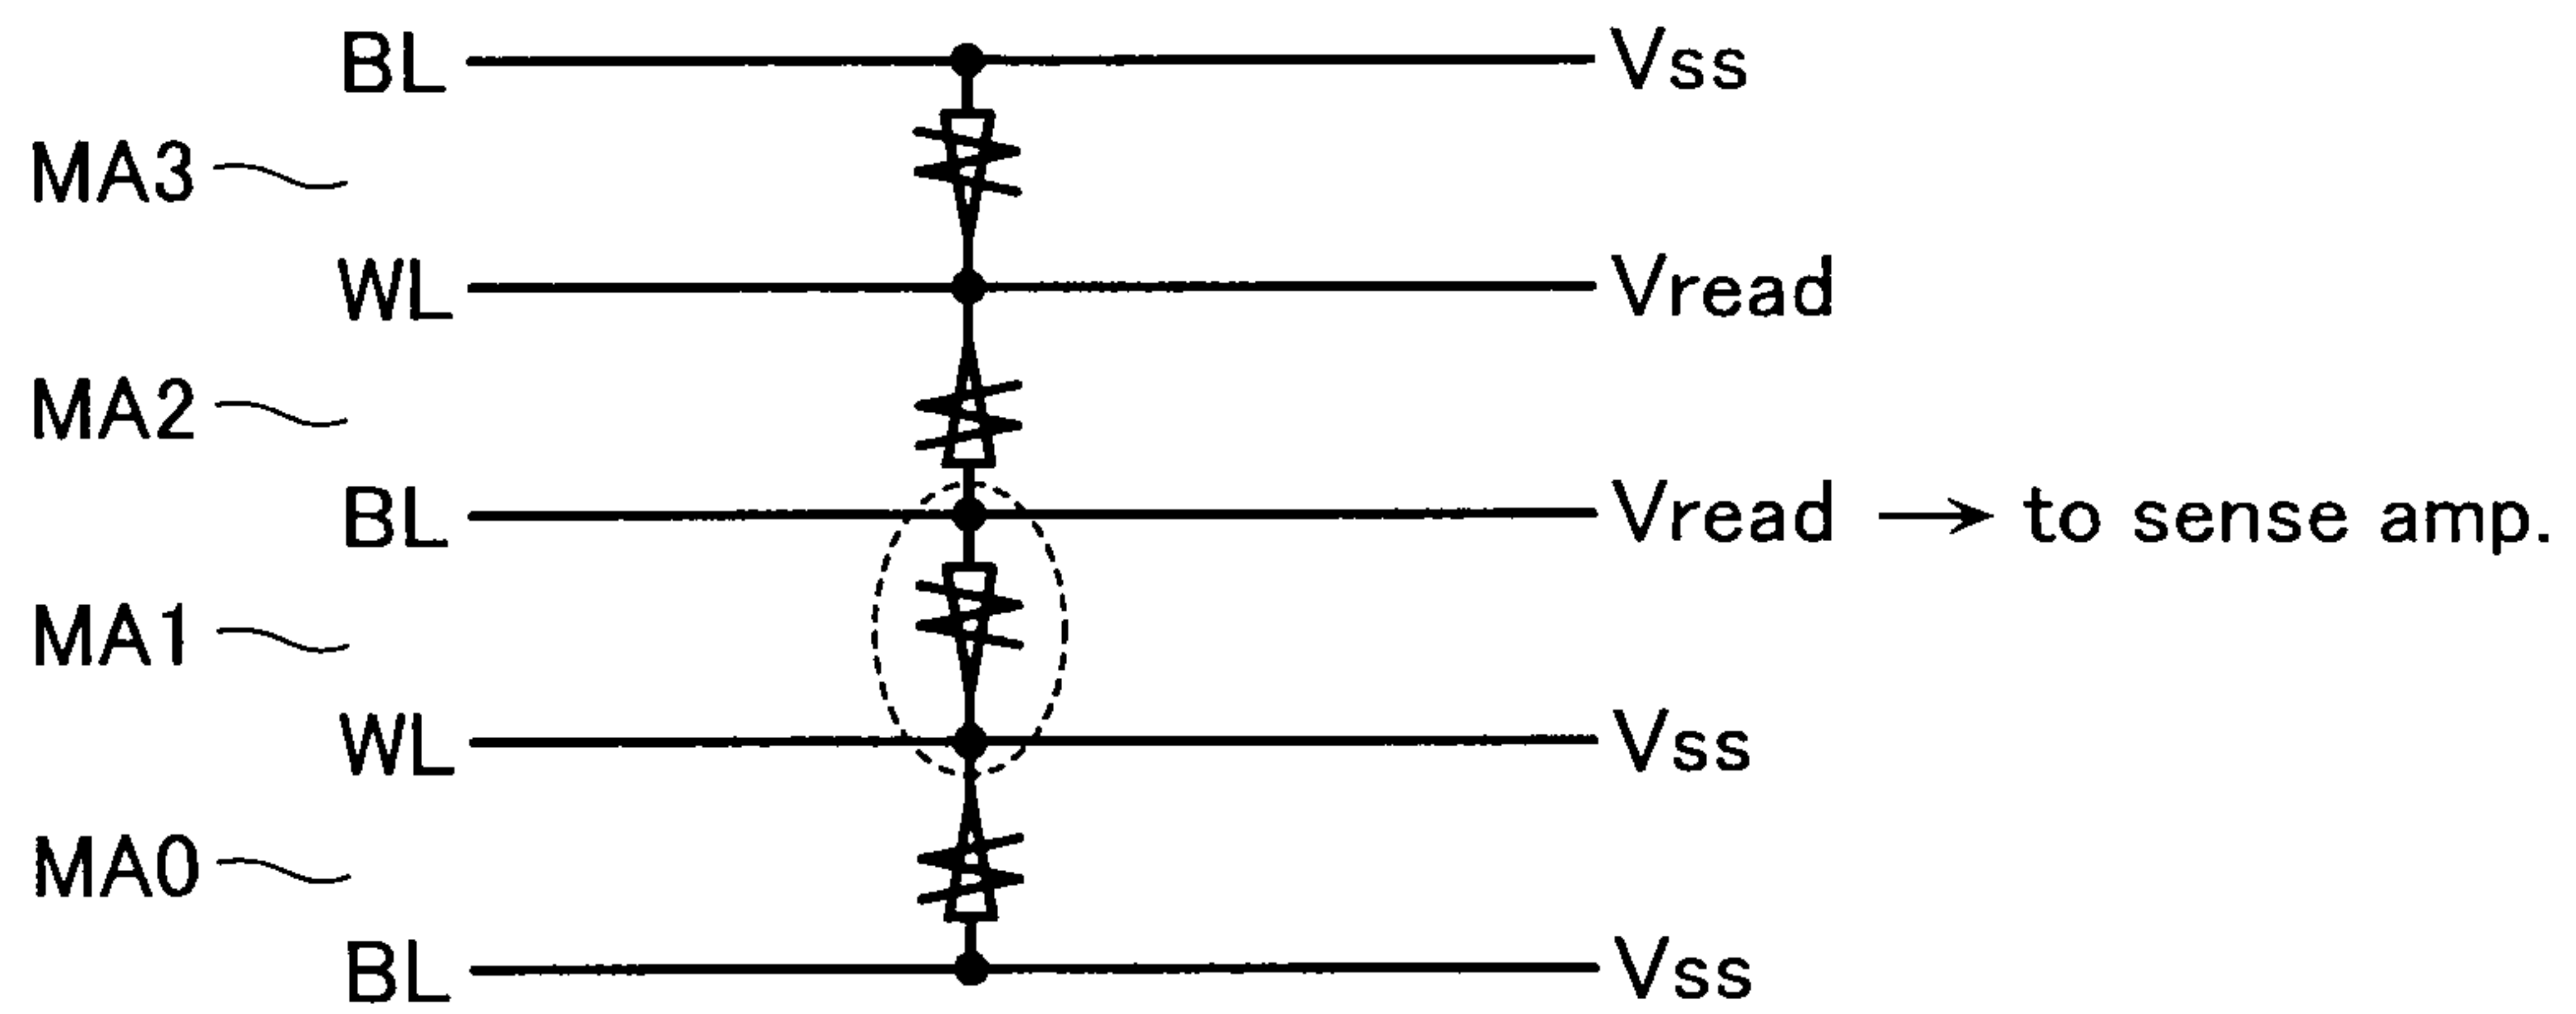 BL Vss
MA3
WL Vread
MA2
BL Vread → to sense amp.
MA1
WL Vss
MA0
BL Vss